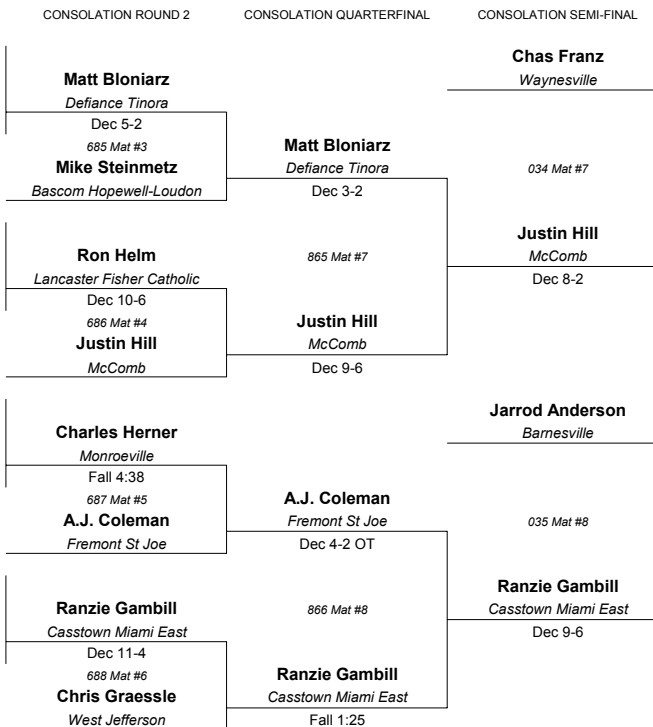 CONSOLATION ROUND 2
CONSOLATION QUARTERFINAL
CONSOLATION SEMI-FINAL
Matt Bloniarz
Defiance Tinora
Dec 5-2
685 Mat #3
Mike Steinmetz
Bascom Hopewell-Loudon
Ron Helm
Lancaster Fisher Catholic
Dec 10-6
686 Mat #4
Justin Hill
McComb
Charles Herner
Monroeville
Fall 4:38
687 Mat #5
A.J. Coleman
Fremont St Joe
Ranzie Gambill
Casstown Miami East
Dec 11-4
688 Mat #6
Chris Graessle
West Jefferson
Matt Bloniarz
Defiance Tinora
Dec 3-2
865 Mat #7
Justin Hill
McComb
Dec 9-6
A.J. Coleman
Fremont St Joe
Dec 4-2 OT
866 Mat #8
Ranzie Gambill
Casstown Miami East
Fall 1:25
Chas Franz
Waynesville
034 Mat #7
Justin Hill
McComb
Dec 8-2
Jarrod Anderson
Barnesville
035 Mat #8
Ranzie Gambill
Casstown Miami East
Dec 9-6